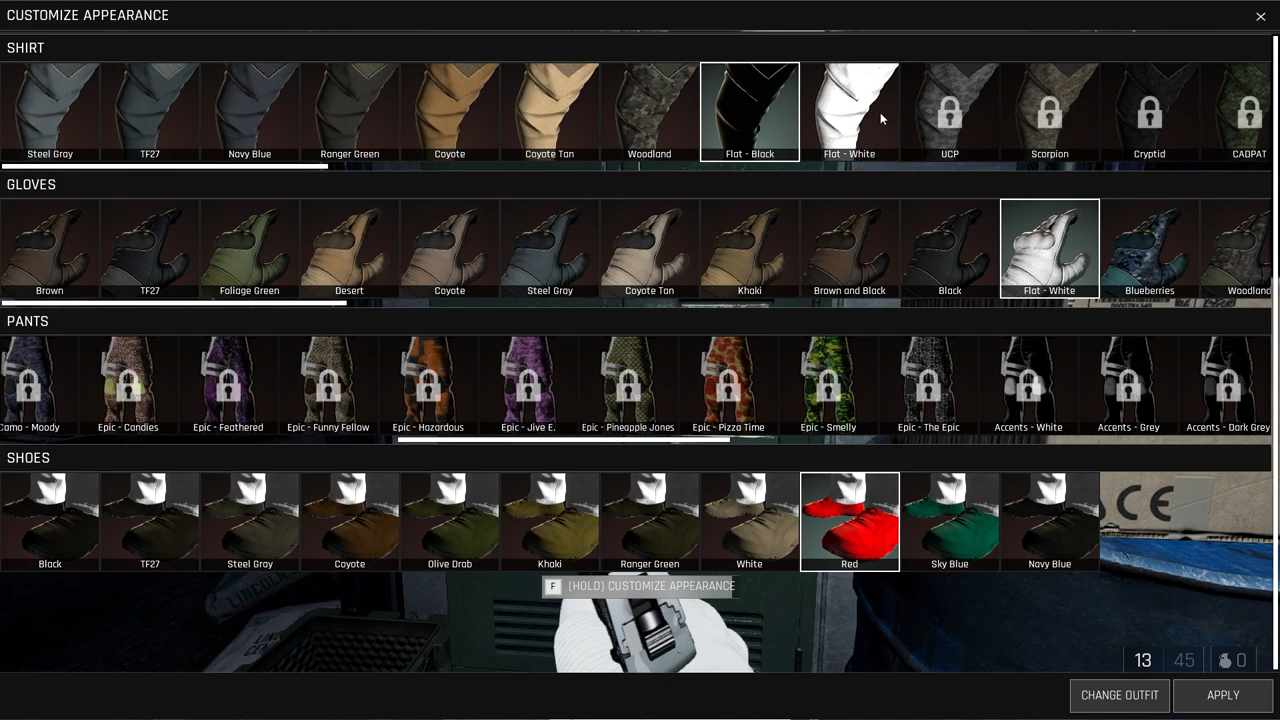 CUSTOMIZE APPEARANCE
SHIRT
Steel Gray TF27 Navy Blue Ranger Green Coyote Coyote Tan Woodland Flat - Black Flat - White UCP Scorpion Cryptid CADPAT
GLOVES
Brown TF27 Foliage Green Desert Coyote Steel Gray Coyote Tan Khaki Brown and Black Black Flat - White Blueberries Woodland
PANTS
Camo - Moody Epic - Candies Epic - Feathered Epic - Funny Fellow Epic - Hazardous Epic - Jive E. Epic - Pineapple Jones Epic - Pizza Time Epic - Smelly Epic - The Epic Accents - White Accents - Grey Accents - Dark Grey
SHOES
Black TF27 Steel Gray Coyote Olive Drab Khaki Ranger Green White Red Sky Blue Navy Blue
CE
F (HOLD) CUSTOMIZE APPEARANCE
LINCOLN
13 45 0
CHANGE OUTFIT APPLY